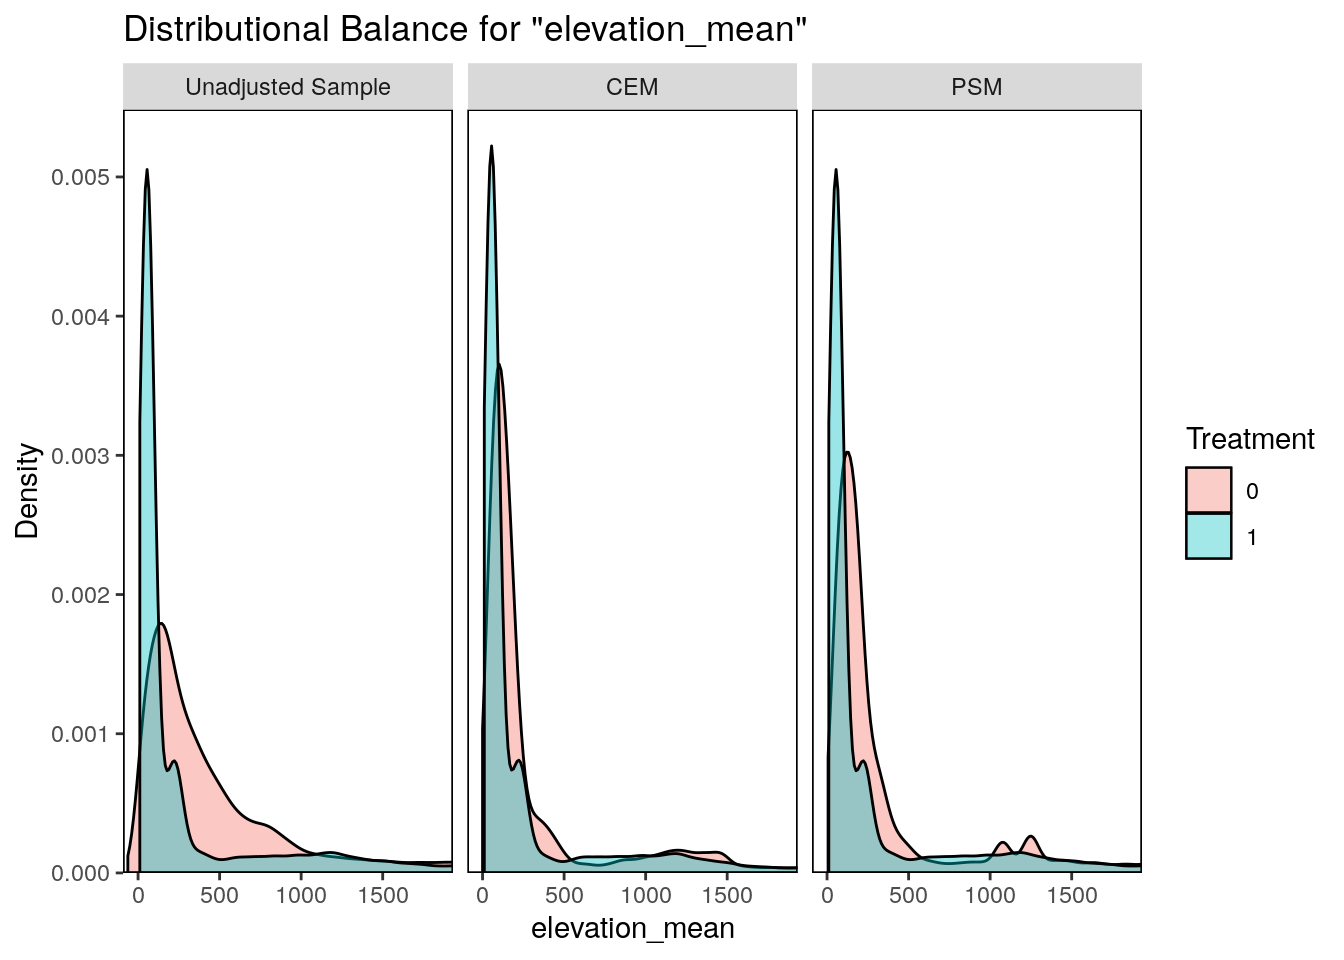 Distributional Balance for "elevation_mean"
Unadjusted Sample CEM PSM
0.005
0.004
0.003
0.002
0.001
0.000
Density
0 500 1000 1500 0 500 1000 1500 0 500 1000 1500
elevation_mean
Treatment
0
1